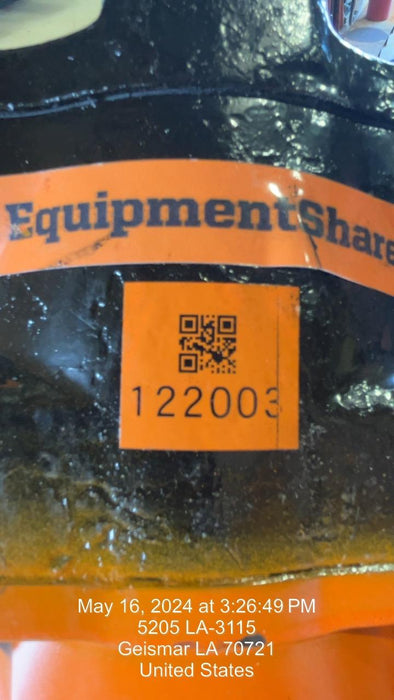 EquipmentShare
122003
May 16, 2024 at 3:26:49 PM
5205 LA-3115
Geismar LA 70721
United States